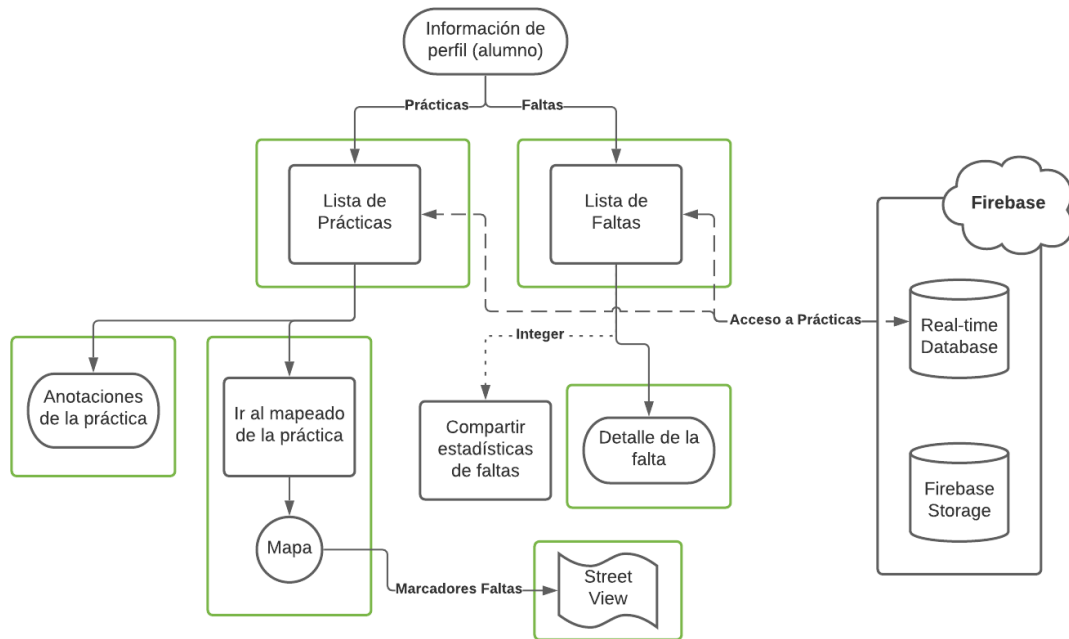 Información de
perfil (alumno)
Prácticas
Faltas
Lista de
Prácticas
Lista de
Faltas
Firebase
Acceso a Prácticas
Real-time
Database
Integer
Anotaciones
de la práctica
Ir al mapeado
de la práctica
Compartir
estadísticas
de faltas
Detalle de la
falta
Firebase
Storage
Mapa
Marcadores Faltas
Street
View